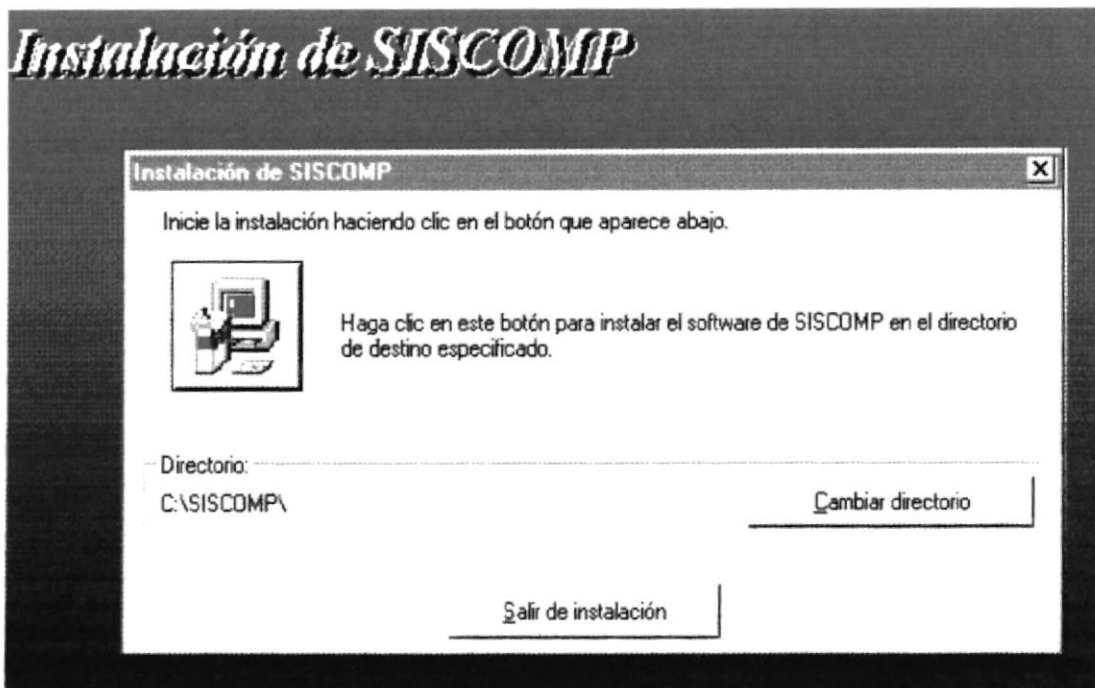 Instalación de SISCOMP
Instalación de SISCOMP
Inicie la instalación haciendo clic en el botón que aparece abajo.
Haga clic en este botón para instalar el software de SISCOMP en el directorio
de destino especificado.
Directorio:
C:\SISCOMP\
Cambiar directorio
Salir de instalación